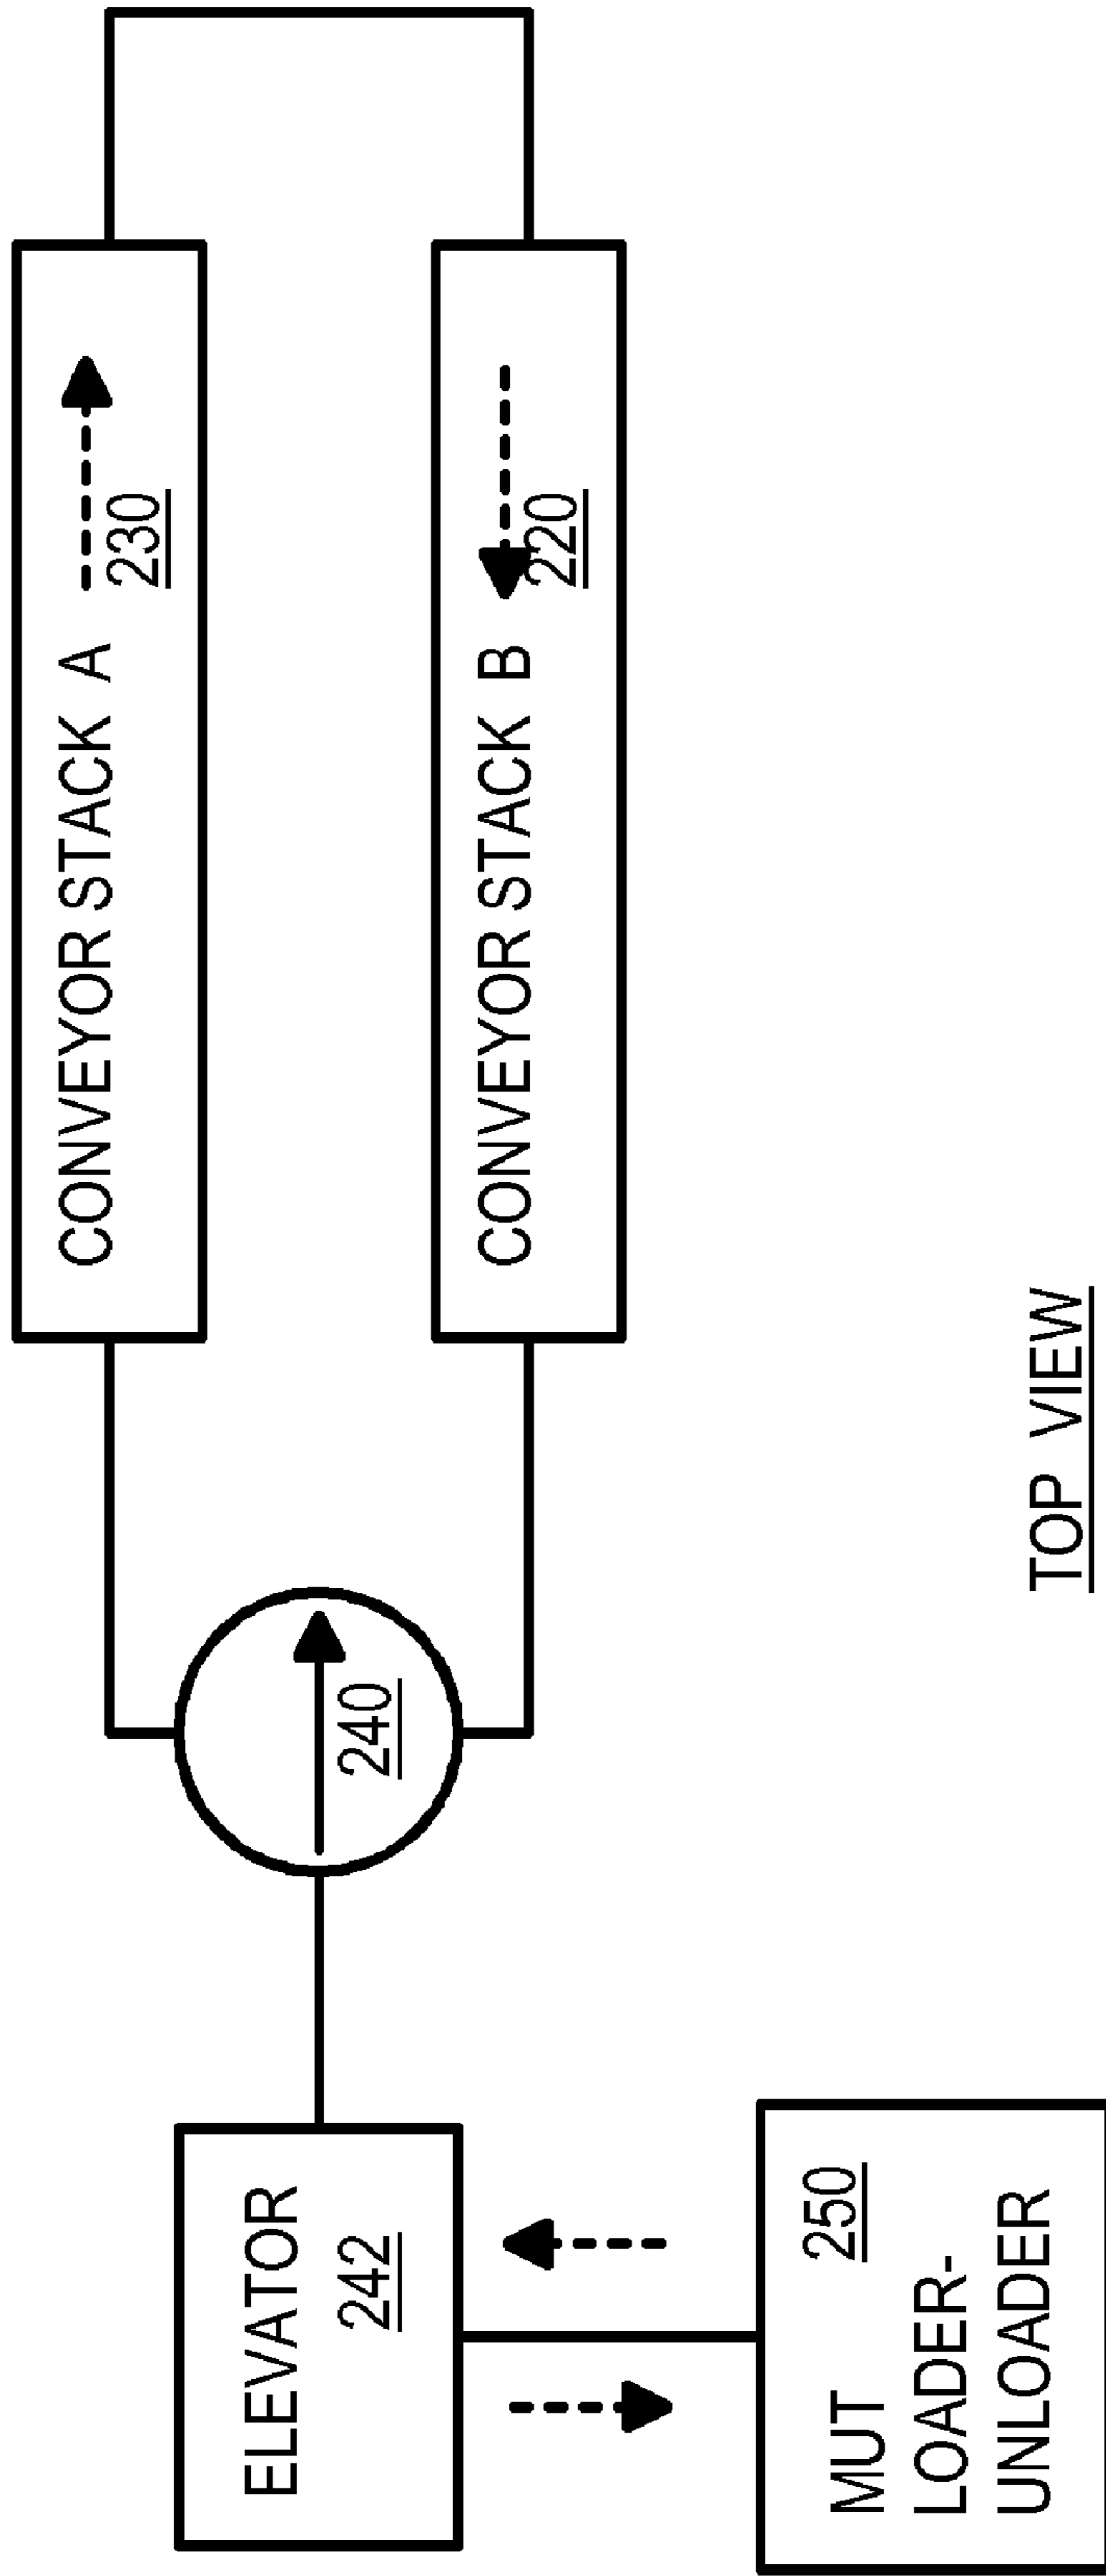 CONVEYOR STACK A
230
CONVEYOR STACK B
220
240
ELEVATOR
242
MUT 250
LOADER-
UNLOADER
TOP VIEW